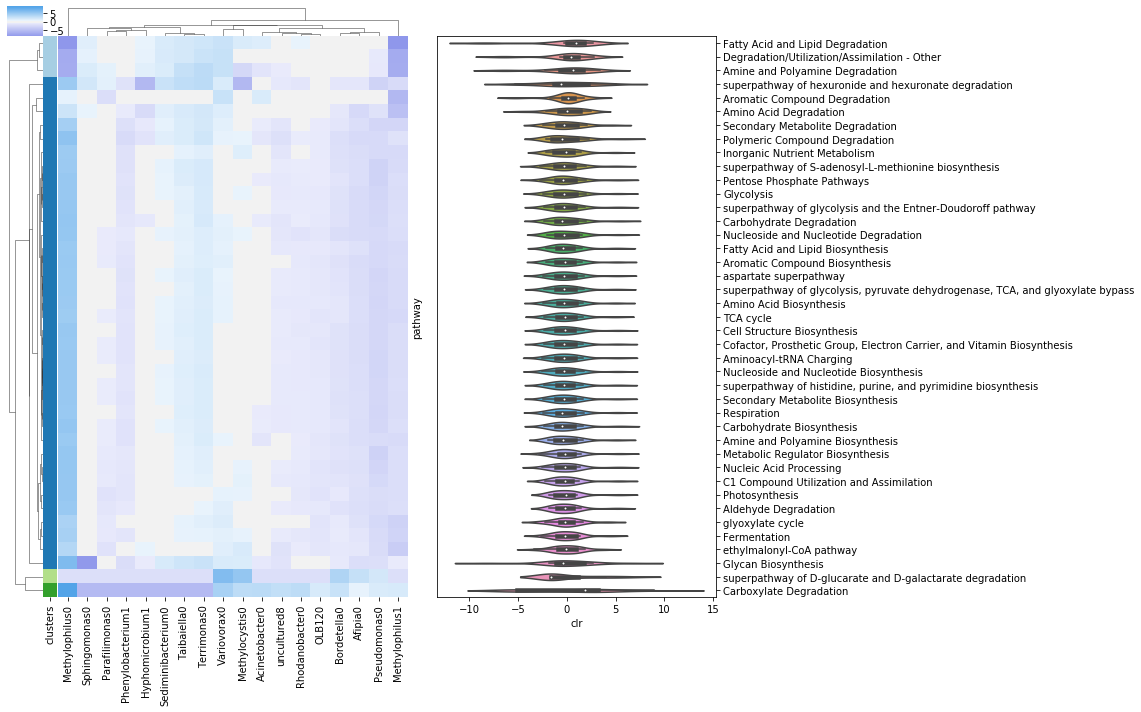 5
0
−5
Fatty Acid and Lipid Degradation
Degradation/Utilization/Assimilation - Other
Amine and Polyamine Degradation
superpathway of hexuronide and hexuronate degradation
Aromatic Compound Degradation
Amino Acid Degradation
Secondary Metabolite Degradation
Polymeric Compound Degradation
Inorganic Nutrient Metabolism
superpathway of S-adenosyl-L-methionine biosynthesis
Pentose Phosphate Pathways
Glycolysis
superpathway of glycolysis and the Entner-Doudoroff pathway
Carbohydrate Degradation
Nucleoside and Nucleotide Degradation
Fatty Acid and Lipid Biosynthesis
Aromatic Compound Biosynthesis
aspartate superpathway
superpathway of glycolysis, pyruvate dehydrogenase, TCA, and glyoxylate bypass
Amino Acid Biosynthesis
TCA cycle
Cell Structure Biosynthesis
Cofactor, Prosthetic Group, Electron Carrier, and Vitamin Biosynthesis
Aminoacyl-tRNA Charging
Nucleoside and Nucleotide Biosynthesis
superpathway of histidine, purine, and pyrimidine biosynthesis
Secondary Metabolite Biosynthesis
Respiration
Carbohydrate Biosynthesis
Amine and Polyamine Biosynthesis
Metabolic Regulator Biosynthesis
Nucleic Acid Processing
C1 Compound Utilization and Assimilation
Photosynthesis
Aldehyde Degradation
glyoxylate cycle
Fermentation
ethylmalonyl-CoA pathway
Glycan Biosynthesis
superpathway of D-glucarate and D-galactarate degradation
Carboxylate Degradation
pathway
−10
−5
0
5
10
15
clr
clusters
Methylophilus0
Sphingomonas0
Parafilimonas0
Phenylobacterium1
Hyphomicrobium1
Sediminibacterium0
Taibaiella0
Terrimonas0
Variovorax0
Methylocystis0
Acinetobacter0
uncultured8
Rhodanobacter0
OLB120
Bordetella0
Afipia0
Pseudomonas0
Methylophilus1